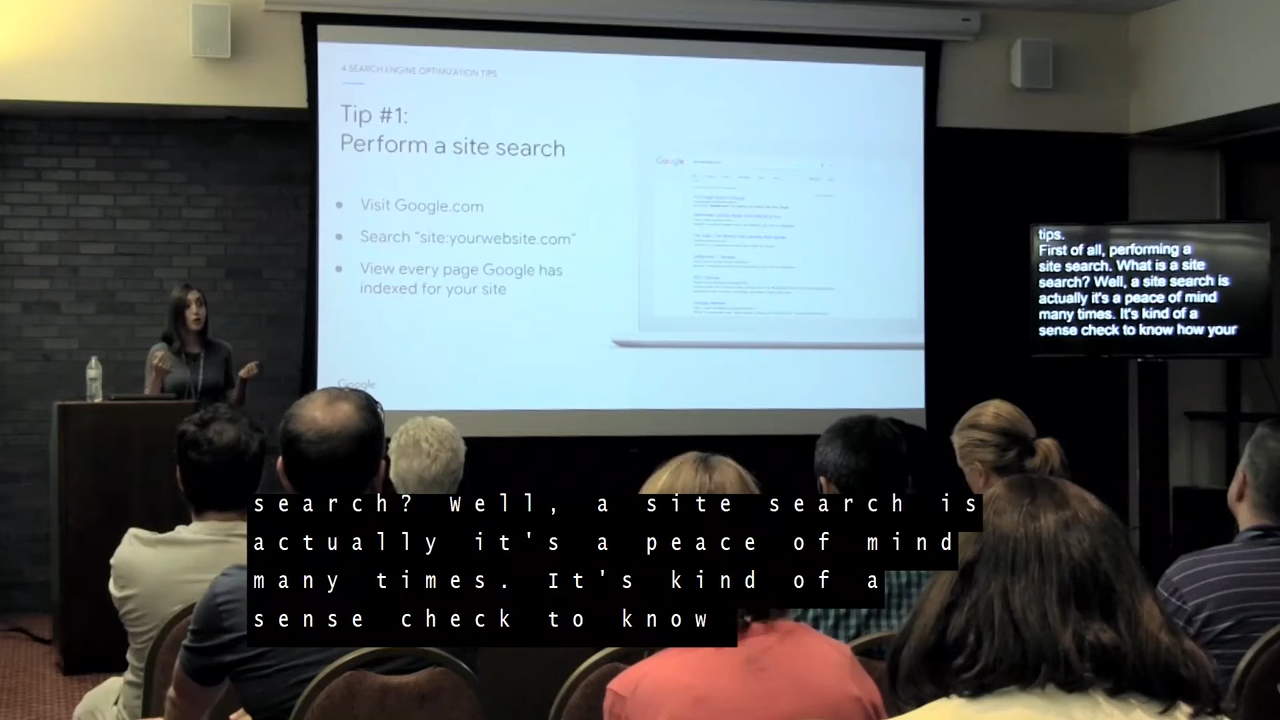 4 SEARCH ENGINE OPTIMIZATION TIPS
Tip #1:
Perform a site search
● Visit Google.com
● Search "site:yourwebsite.com"
● View every page Google has
indexed for your site
Google
Google
tips.
First of all, performing a
site search. What is a site
search? Well, a site search is
actually it's a peace of mind
many times. It's kind of a
sense check to know how your
search? Well, a site search is
actually it's a peace of mind
many times. It's kind of a
sense check to know